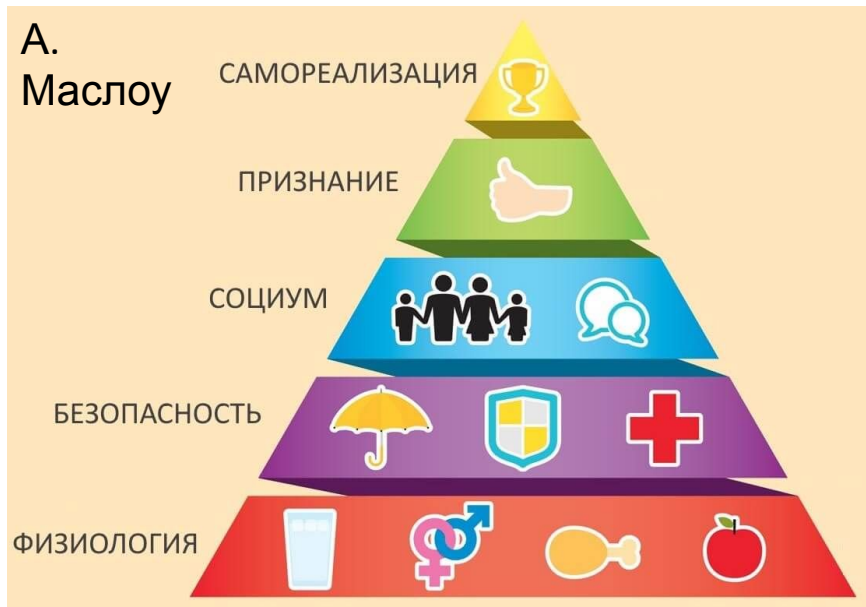 А.
Маслоу
САМОРЕАЛИЗАЦИЯ
ПРИЗНАНИЕ
СОЦИУМ
БЕЗОПАСНОСТЬ
ФИЗИОЛОГИЯ